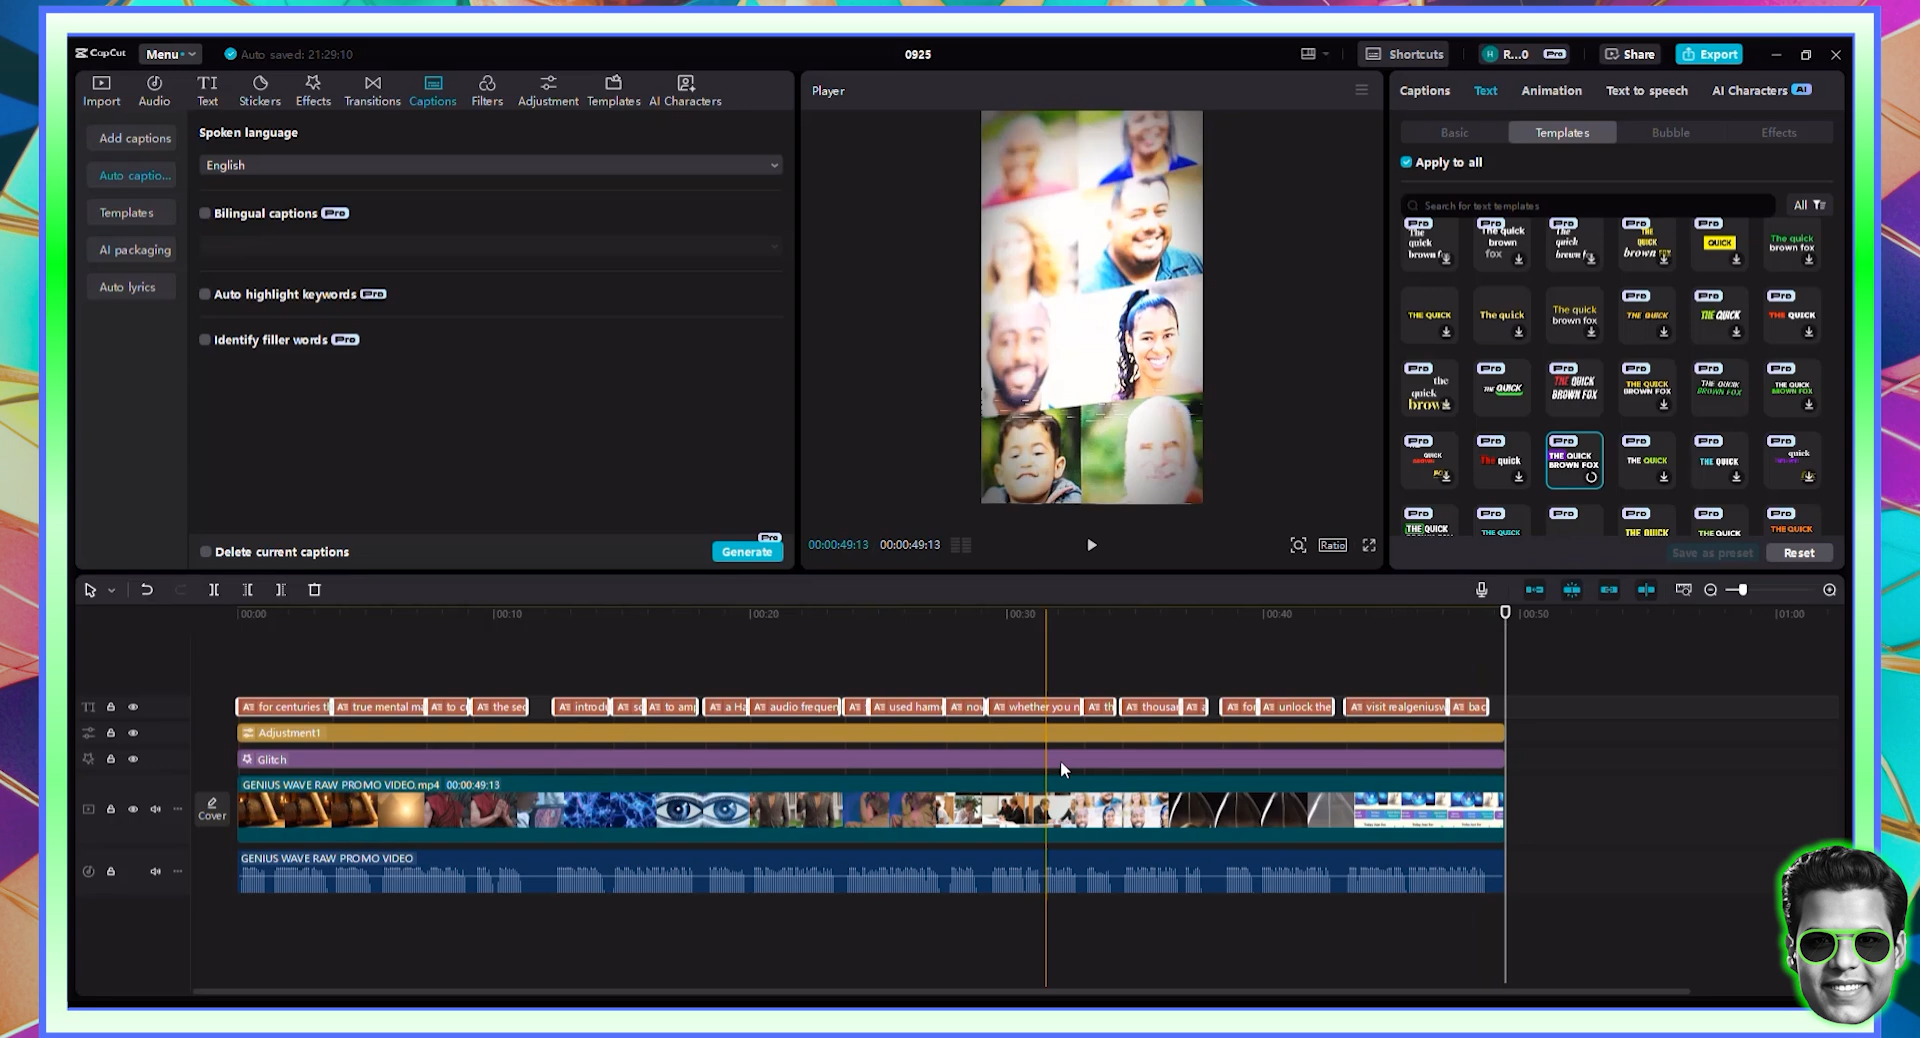 CapCut
Menu
Auto saved: 21:29:10
0925
Shortcuts
H R...0 Pro
Share
Export
Import
Audio
TI
Text
Stickers
Effects
Transitions
Captions
Filters
Adjustment
Templates
AI Characters
Add captions
Auto captio...
Templates
AI packaging
Auto lyrics
Spoken language
English
Bilingual captions Pro
Auto highlight keywords Pro
Identify filler words Pro
Delete current captions
Pro
Generate
Player
00:00:49:13 00:00:49:13
Ratio
Captions Text Animation Text to speech AI Characters AI
Basic Templates Bubble Effects
Apply to all
Search for text templates
All
Pro Pro Pro Pro Pro
The quick brown
The quick brown fox
quick
THE QUICK brown
QUICK
The quick brown fox
Pro Pro Pro
THE QUICK
The quick
The quick brown fox
THE QUICK
THE QUICK
THE QUICK
Pro Pro Pro Pro Pro Pro
the quick brow
THE QUICK
THE QUICK BROWN FOX
THE QUICK BROWN FOX
THE QUICK BROWN FOX
THE QUICK BROWN FOX
Pro Pro Pro Pro Pro Pro
QUICK
The quick
THE QUICK BROWN FOX
THE QUICK
THE QUICK
quick
Pro Pro Pro Pro Pro Pro
THE QUICK
THE QUICK
THE QUICK
THE QUICK
THE QUICK
Save as preset
Reset
00:00 00:10 00:20 00:30 00:40 00:50 01:00
for centuries t
true mental m
to c
the sec
introd
so
to amp
a Ha
audio frequen
used harm
nov
whether you n
th
thousa
a
for
unlock the
visit realgeniusw
bac
Adjustment1
Glitch
Cover
GENIUS WAVE RAW PROMO VIDEO.mp4 00:00:49:13
GENIUS WAVE RAW PROMO VIDEO